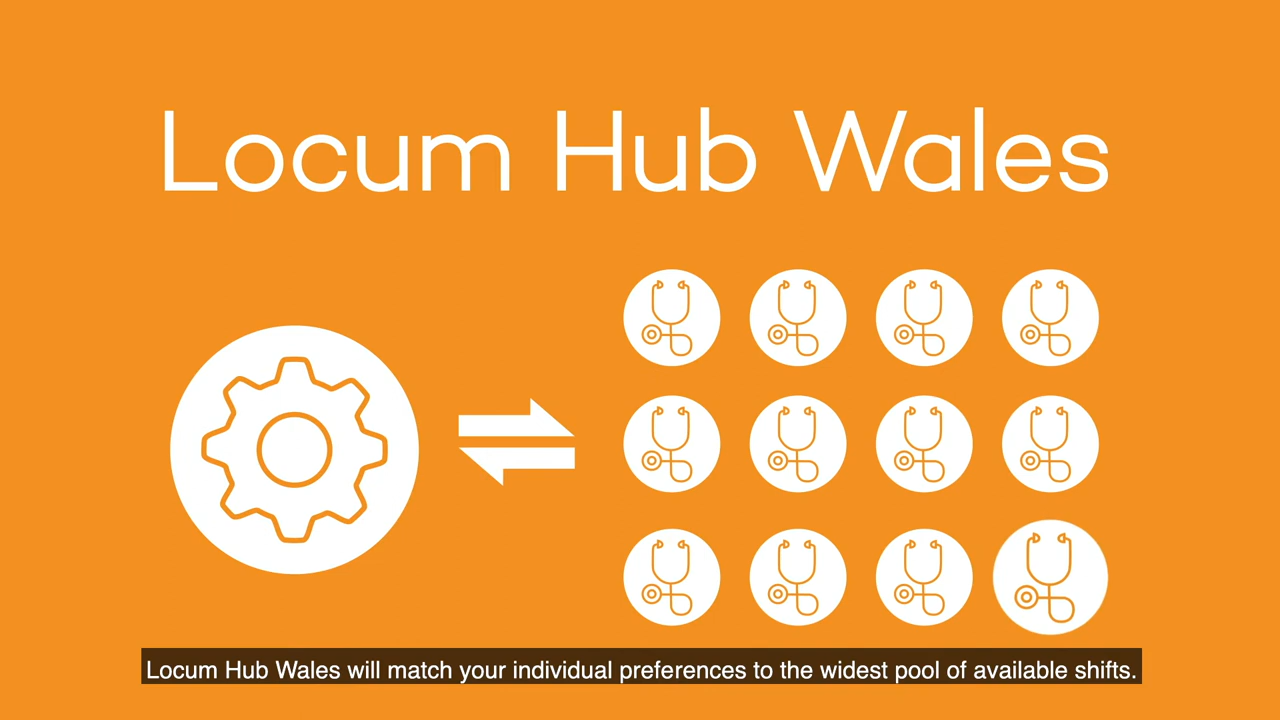 Locum Hub Wales
Locum Hub Wales will match your individual preferences to the widest pool of available shifts.